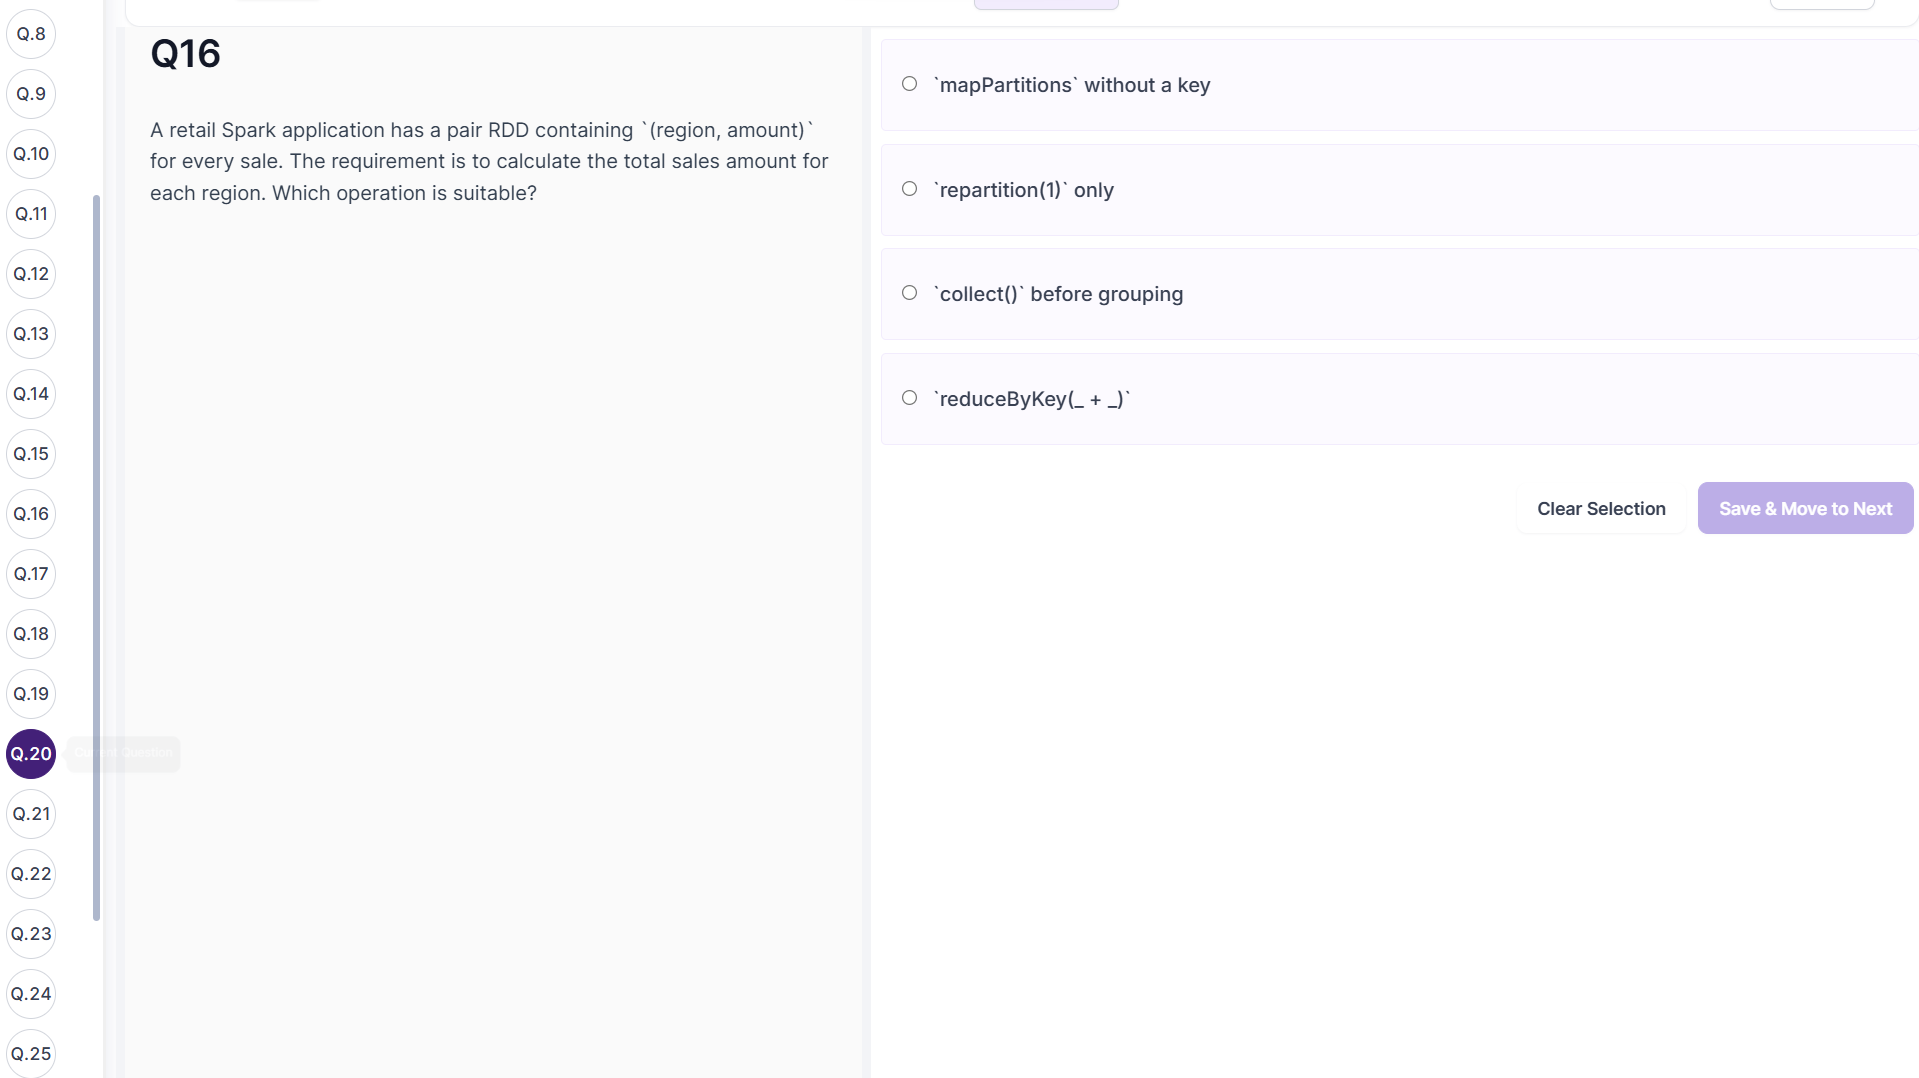 Q.8
Q.9
Q.10
Q.11
Q.12
Q.13
Q.14
Q.15
Q.16
Q.17
Q.18
Q.19
Q.20
Current Question
Q.21
Q.22
Q.23
Q.24
Q.25
Q16
A retail Spark application has a pair RDD containing `(region, amount)`
for every sale. The requirement is to calculate the total sales amount for
each region. Which operation is suitable?
`mapPartitions` without a key
`repartition(1)` only
`collect()` before grouping
`reduceByKey(_ + _)`
Clear Selection
Save & Move to Next